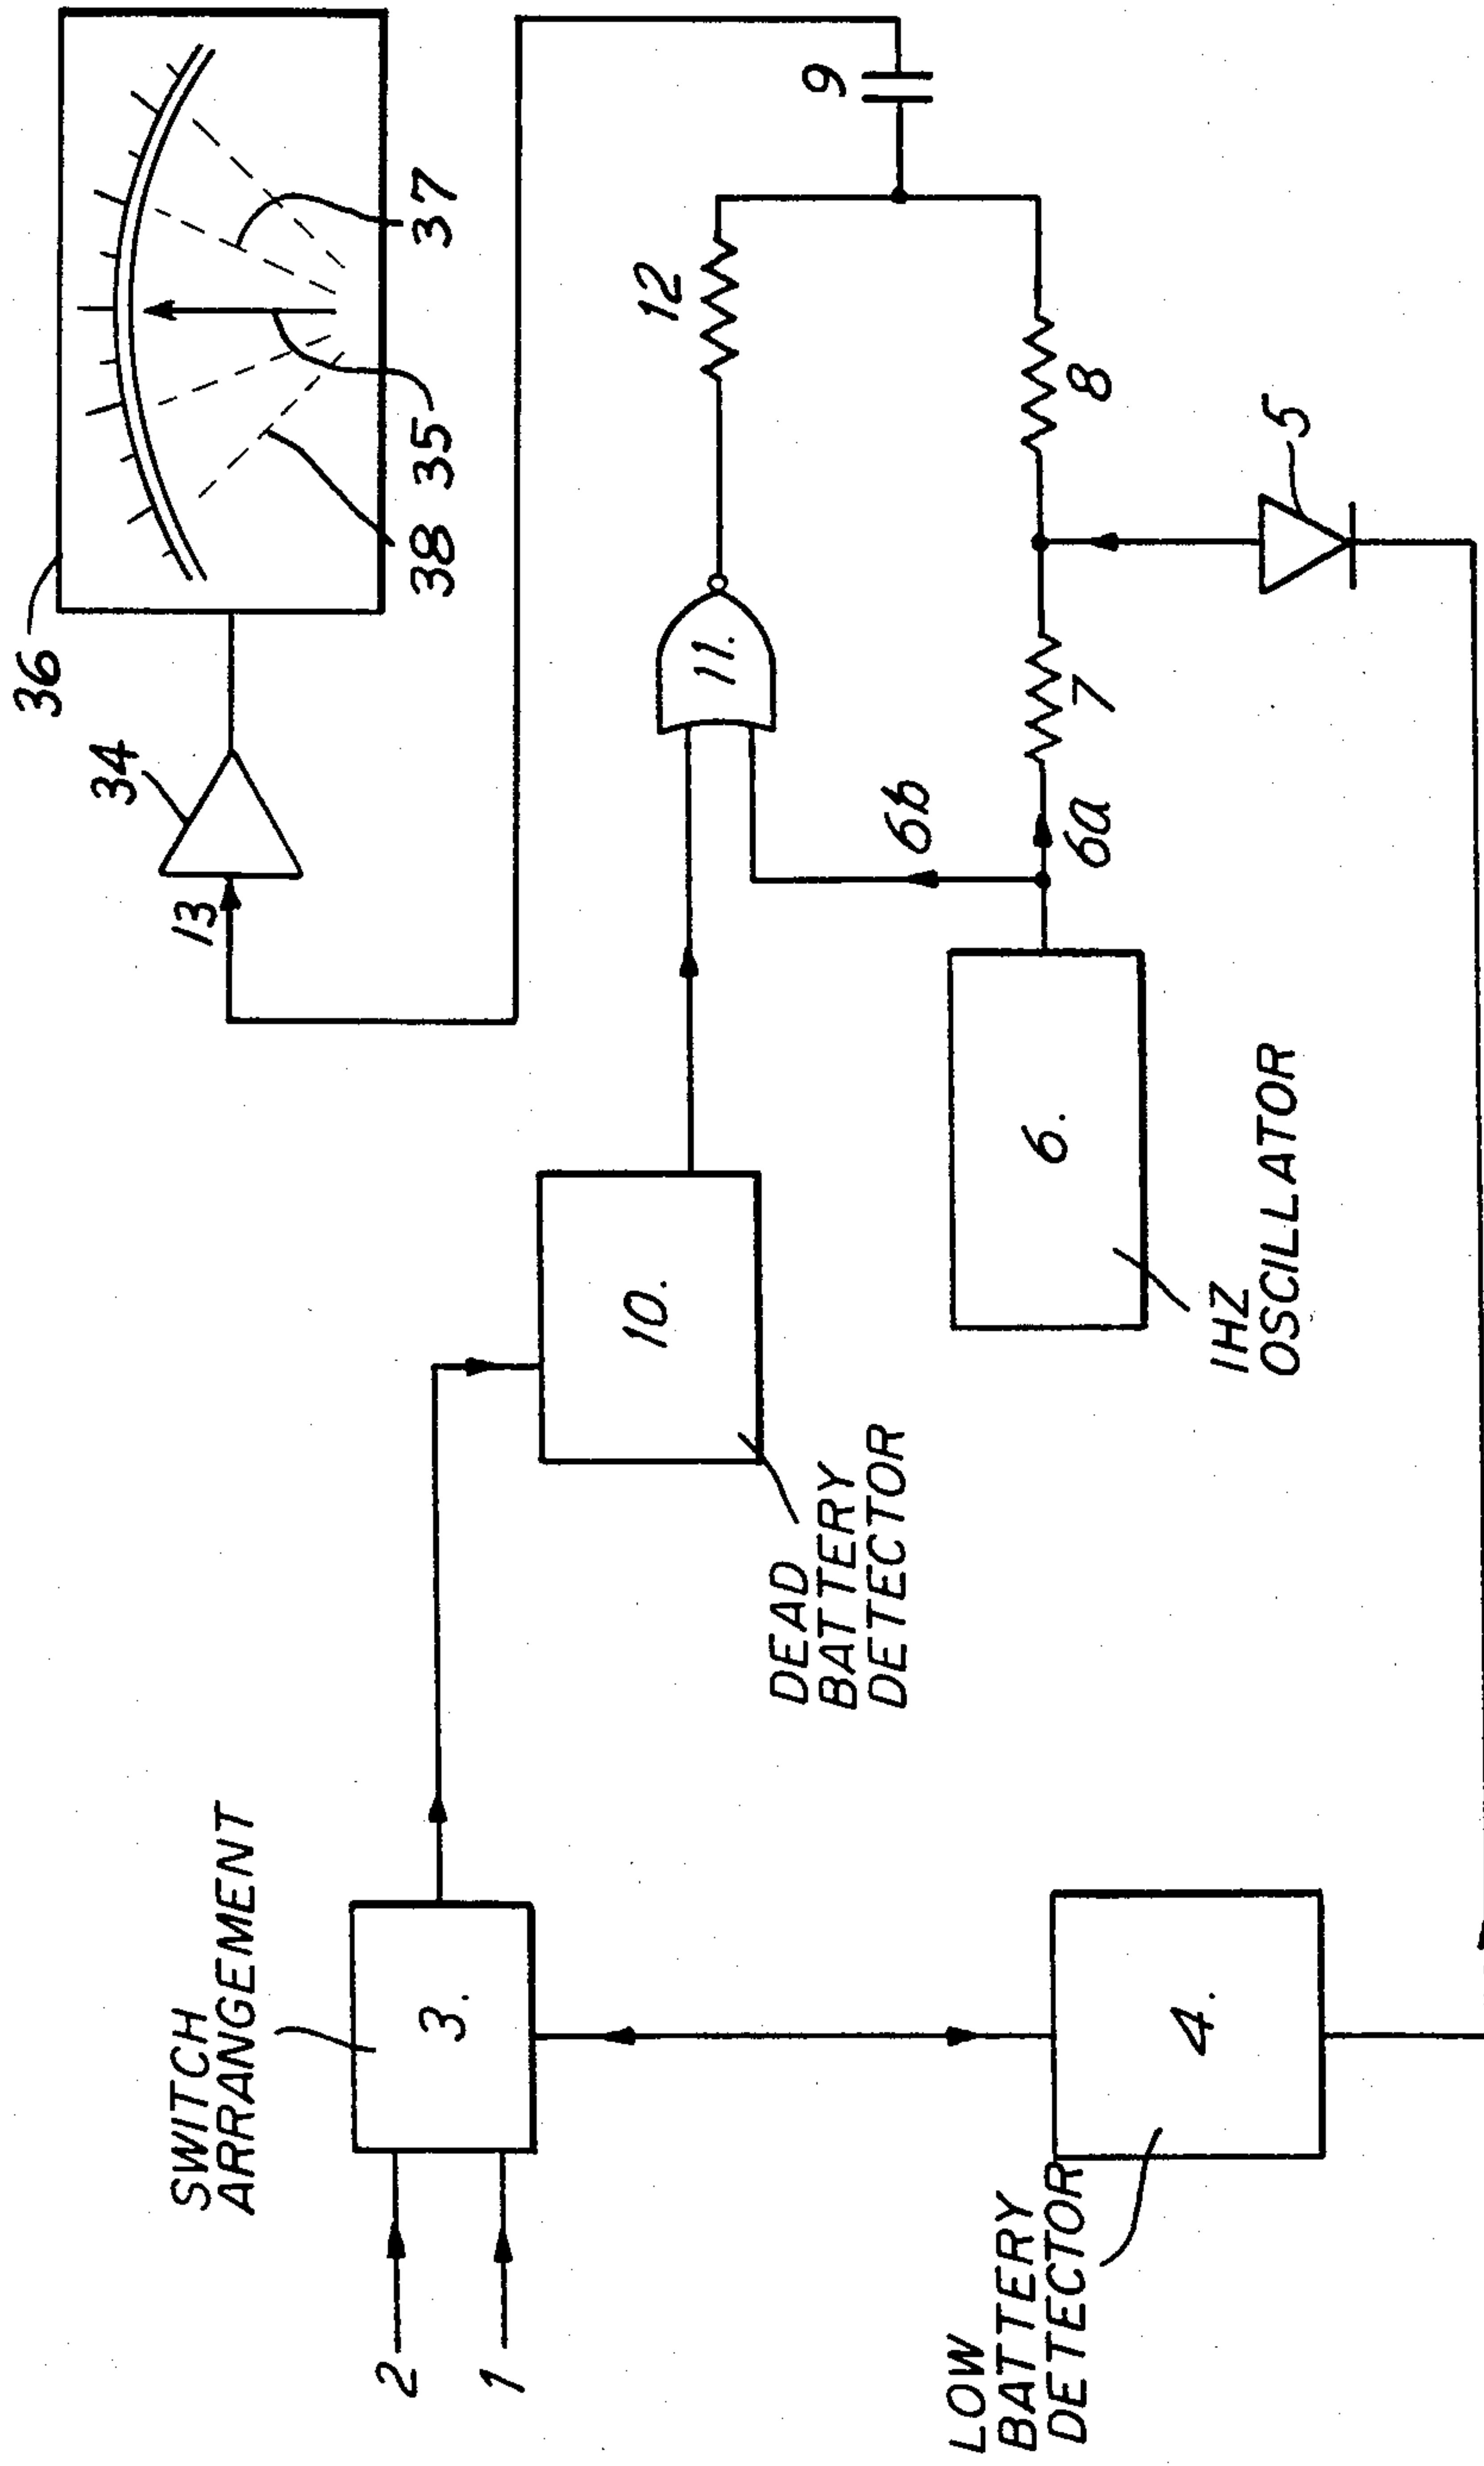 36
34
13
38
35
37
9
12
11.
8
7
5
6b
6a
6.
1HZ
OSCILLATOR
10.
DEAD
BATTERY
DETECTOR
SWITCH
ARRANGEMENT
3.
2
1
4.
LOW
BATTERY
DETECTOR